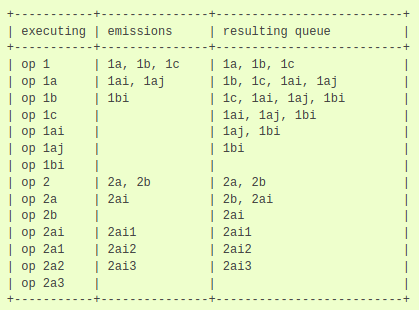 +-----------+---------------+---------------------------+
| executing | emissions     | resulting queue           |
+-----------+---------------+---------------------------+
| op 1      | 1a, 1b, 1c    | 1a, 1b, 1c                |
| op 1a     | 1ai, 1aj      | 1b, 1c, 1ai, 1aj          |
| op 1b     | 1bi           | 1c, 1ai, 1aj, 1bi         |
| op 1c     |               | 1ai, 1aj, 1bi             |
| op 1ai    |               | 1aj, 1bi                  |
| op 1aj    |               | 1bi                       |
| op 1bi    |               |                           |
| op 2      | 2a, 2b        | 2a, 2b                    |
| op 2a     | 2ai           | 2b, 2ai                   |
| op 2b     |               | 2ai                       |
| op 2ai    | 2ai1          | 2ai1                      |
| op 2a1    | 2ai2          | 2ai2                      |
| op 2a2    | 2ai3          | 2ai3                      |
| op 2a3    |               |                           |
+-----------+---------------+---------------------------+